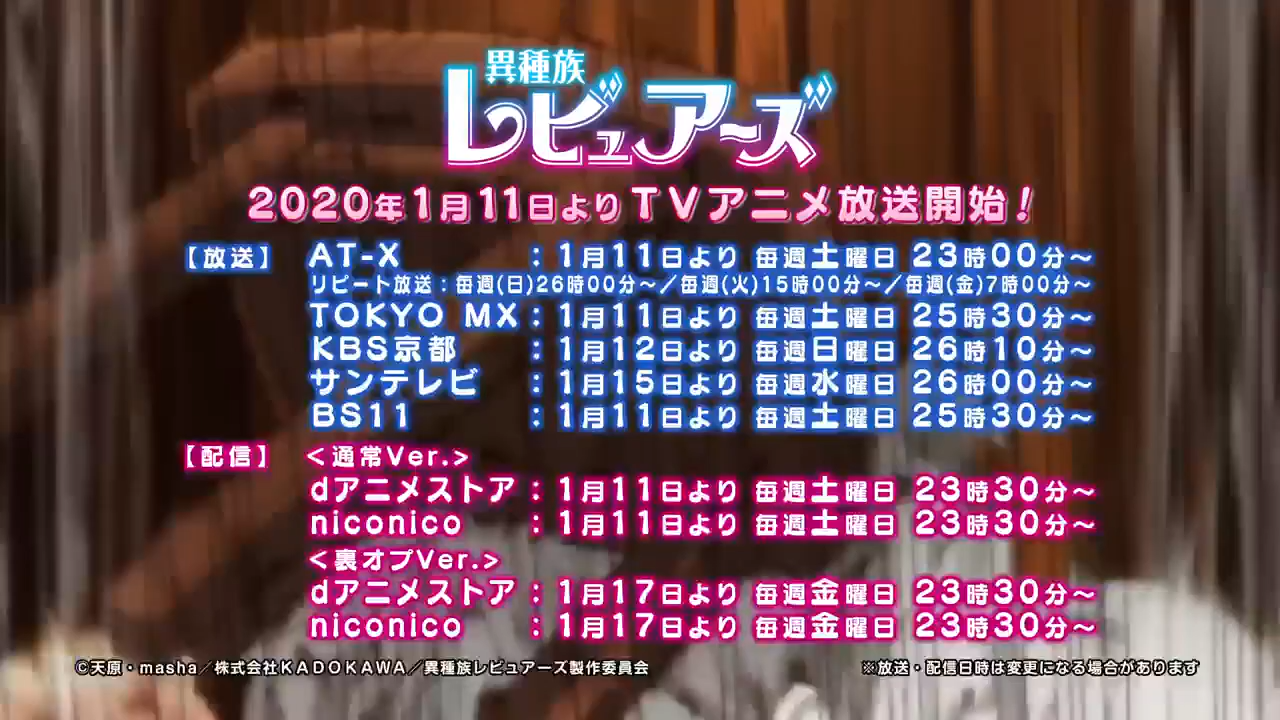 異種族
レビュアーズ
2020年1月11日よりTVアニメ放送開始！
【放送】 AT-X : 1月11日より 毎週土曜日 23時00分～
リピート放送：毎週(日)26時00分～／毎週(火)15時00分～／毎週(金)7時00分～
TOKYO MX : 1月11日より 毎週土曜日 25時30分～
KBS京都 : 1月12日より 毎週日曜日 26時10分～
サンテレビ : 1月15日より 毎週水曜日 26時00分～
BS11 : 1月11日より 毎週土曜日 25時30分～
【配信】 <通常Ver.>
dアニメストア : 1月11日より 毎週土曜日 23時30分～
niconico : 1月11日より 毎週土曜日 23時30分～
<裏オプVer.>
dアニメストア : 1月17日より 毎週金曜日 23時30分～
niconico : 1月17日より 毎週金曜日 23時30分～
©天原・masha／株式会社KADOKAWA／異種族レビュアーズ製作委員会
※放送・配信日時は変更になる場合があります